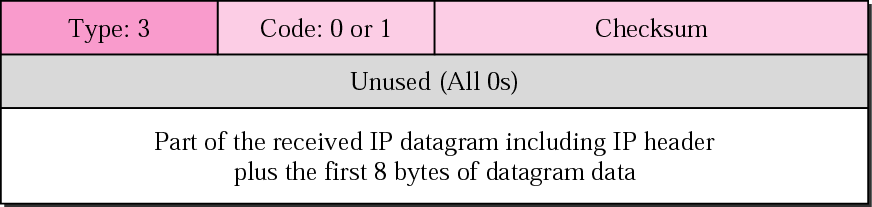 Type: 3
Code: 0 or 1
Checksum
Unused (All 0s)
Part of the received IP datagram including IP header
plus the first 8 bytes of datagram data